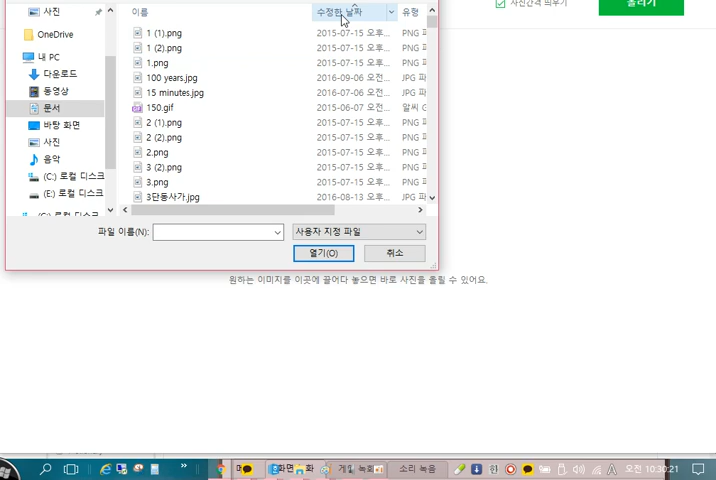 사진
이름
수정한 날짜
유형
사진간격 띄우기
올리기
OneDrive
내 PC
다운로드
동영상
문서
바탕 화면
사진
음악
(C:) 로컬 디스크
(E:) 로컬 디스크
1 (1).png 2015-07-15 오후... PNG
1 (2).png 2015-07-15 오후... PNG
1.png 2015-07-15 오후... PNG
100 years.jpg 2016-09-06 오전... JPG
15 minutes.jpg 2016-07-06 오전... JPG
150.gif 2015-06-07 오후... 알씨 G
2 (1).png 2015-07-15 오후... PNG
2 (2).png 2015-07-15 오후... PNG
2.png 2015-07-15 오후... PNG
3 (2).png 2015-07-15 오후... PNG
3.png 2015-07-15 오후... PNG
3단동사가.jpg 2016-08-13 오후... JPG
파일 이름(N):
사용자 지정 파일
열기(O)
취소
원하는 이미지를 이곳에 끌어다 놓으면 바로 사진을 올릴 수 있어요.
화면
화
녹화
소리 녹음
오전 10:30:21